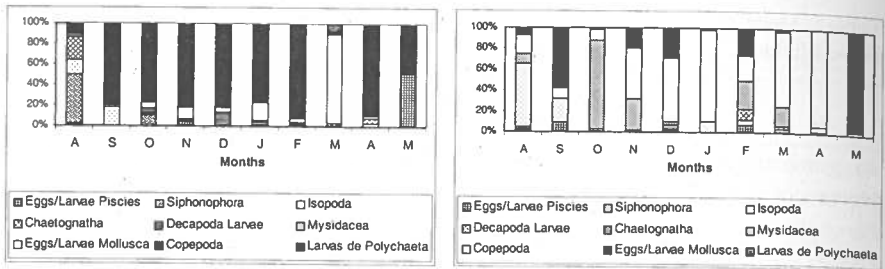 100%
80%
60%
40%
20%
0%
A S O N D J F M A M
Months
Eggs/Larvae Piscies Siphonophora Isopoda
Chaetognatha Decapoda Larvae Mysidacea
Eggs/Larvae Mollusca Copepoda Larvas de Polychaeta
100%
80%
60%
40%
20%
0%
A S O N D J F M A M
Months
Eggs/Larvae Piscies Siphonophora Isopoda
Decapoda Larvae Chaetognatha Mysidacea
Copepoda Eggs/Larvae Mollusca Larvas de Polychaeta